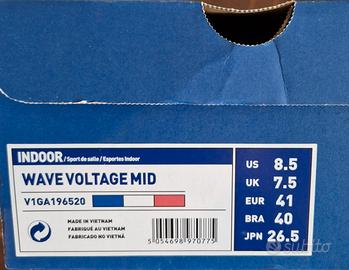 INDOOR / Sport de salle / Esportes Indoor
WAVE VOLTAGE MID
V1GA196520
MADE IN VIETNAM
FABRIQUÉ AU VIETNAM
FABRICADO NO VIETNÃ
5 054698 970775
US 8.5
UK 7.5
EUR 41
BRA 40
JPN 26.5
subito